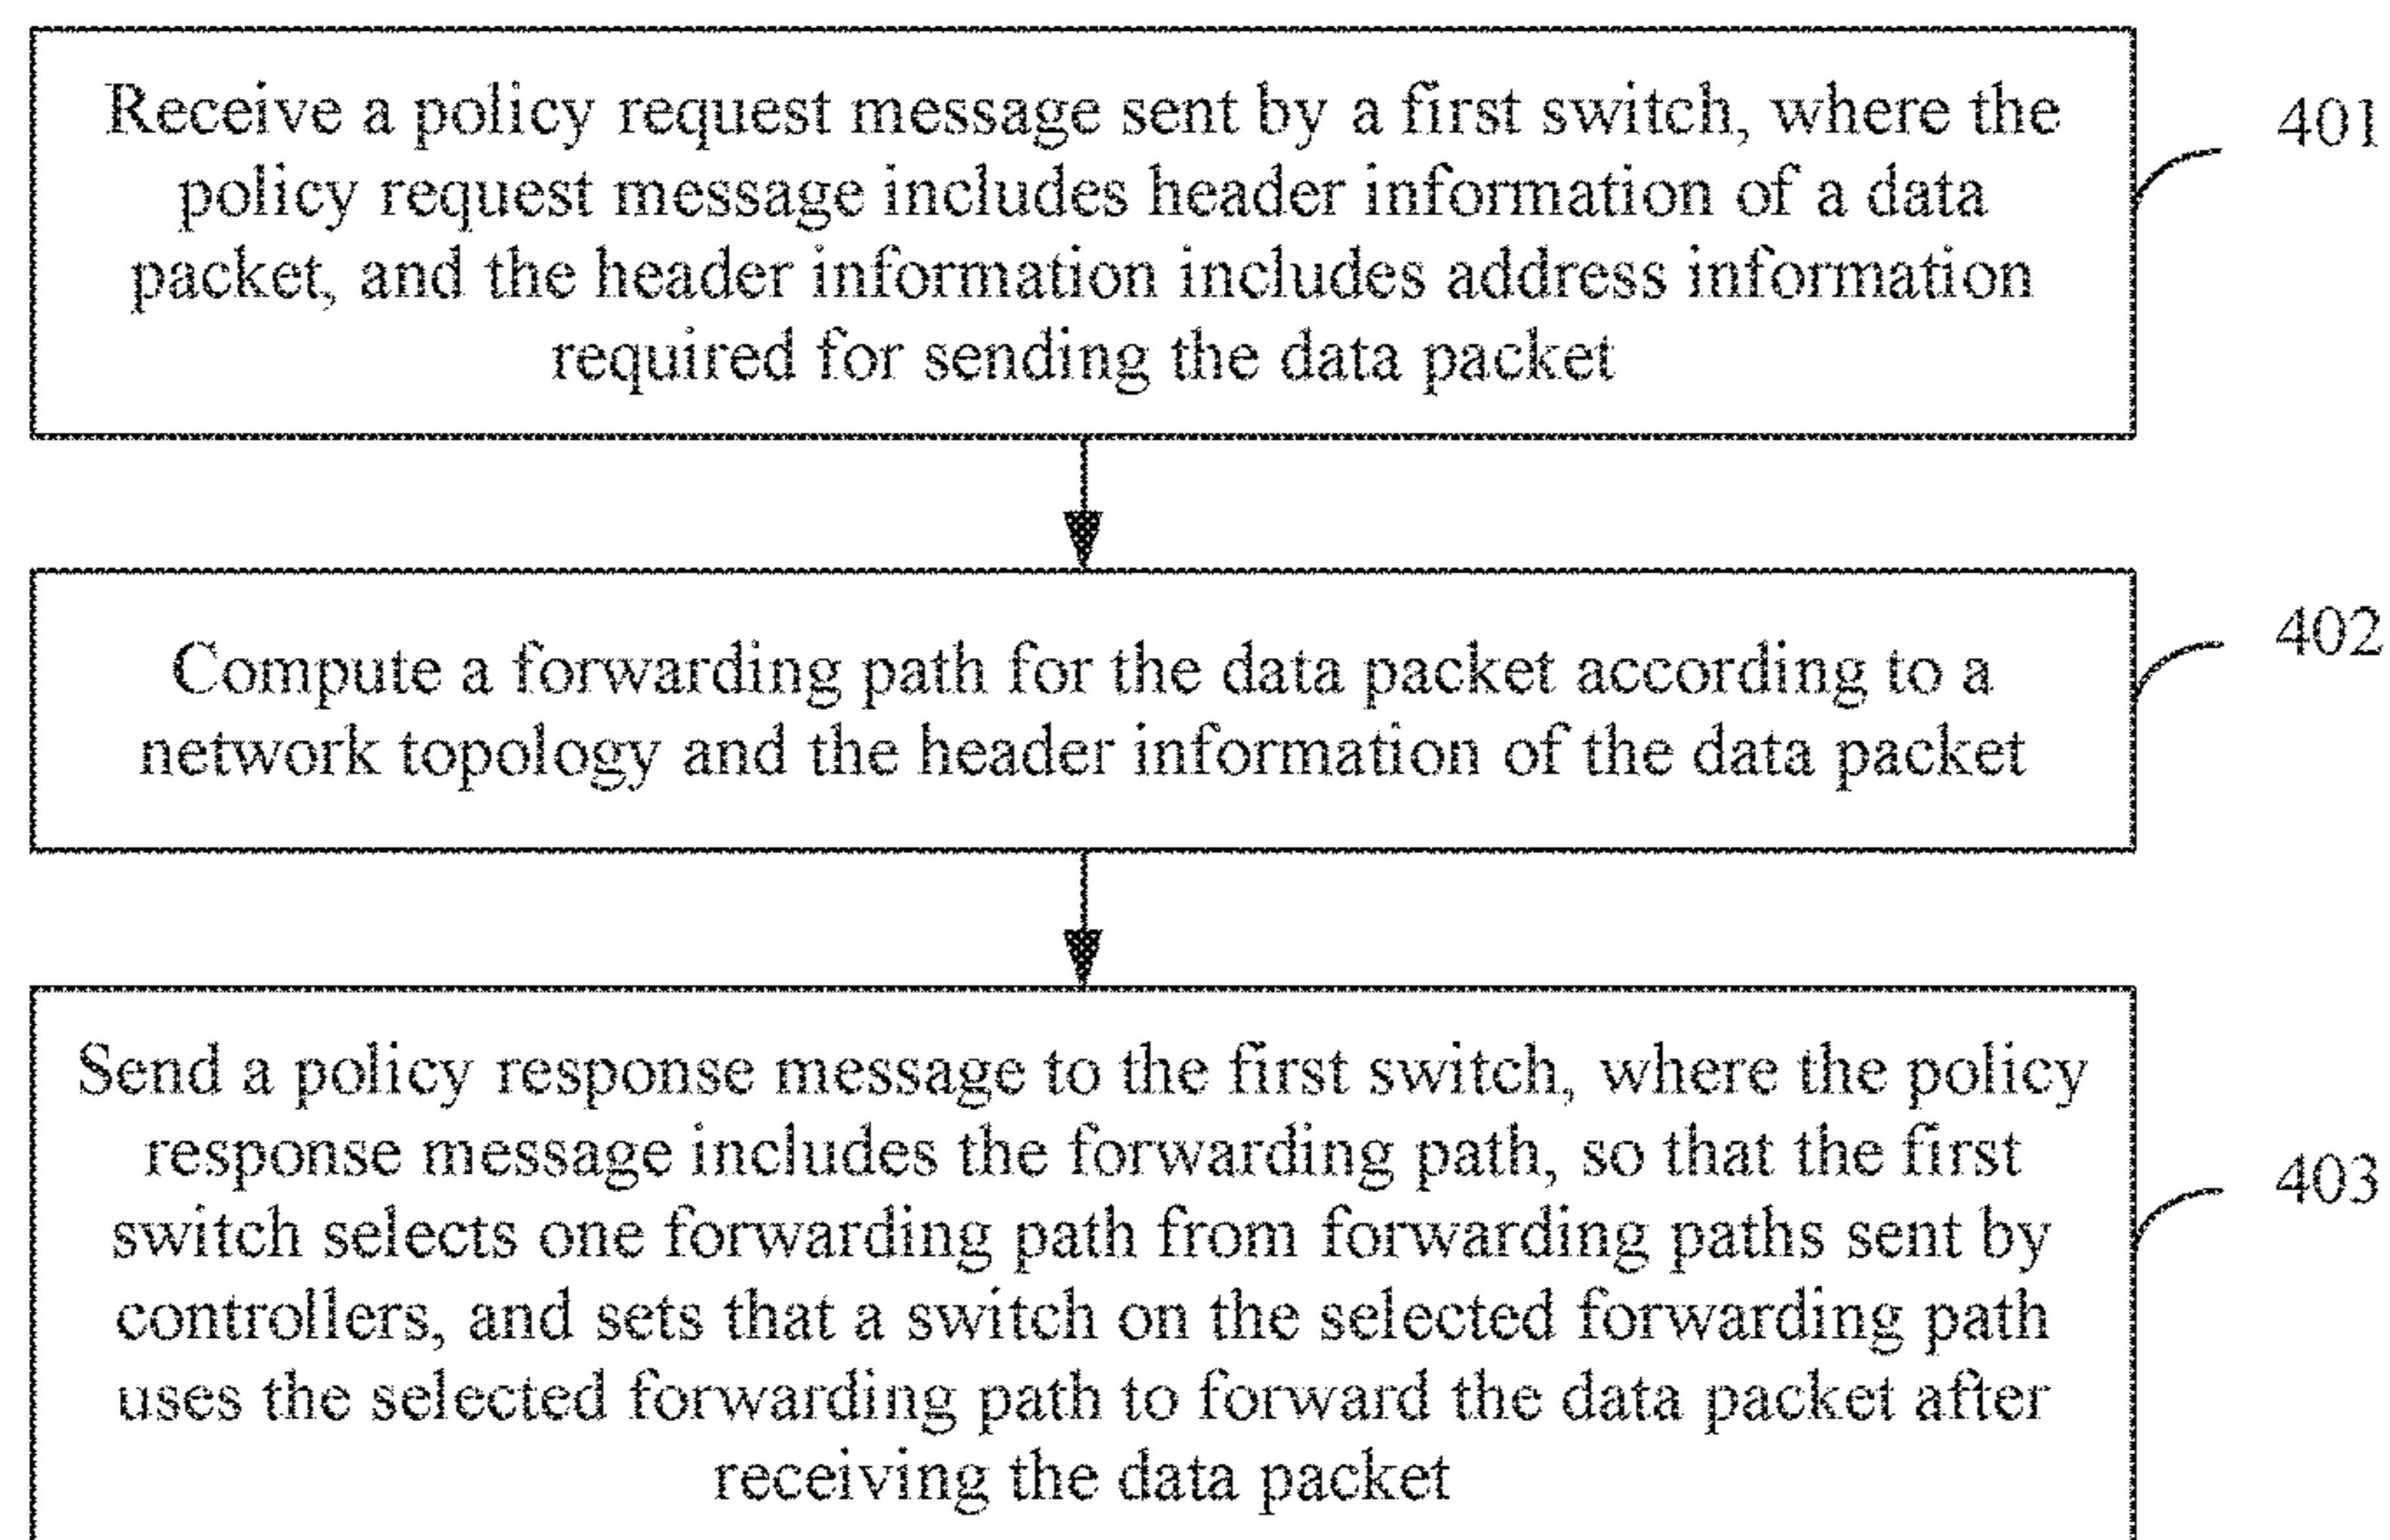 Receive a policy request message sent by a first switch, where the
policy request message includes header information of a data
packet, and the header information includes address information
required for sending the data packet
401
Compute a forwarding path for the data packet according to a
network topology and the header information of the data packet
402
Send a policy response message to the first switch, where the policy
response message includes the forwarding path, so that the first
switch selects one forwarding path from forwarding paths sent by
controllers, and sets that a switch on the selected forwarding path
uses the selected forwarding path to forward the data packet after
receiving the data packet
403